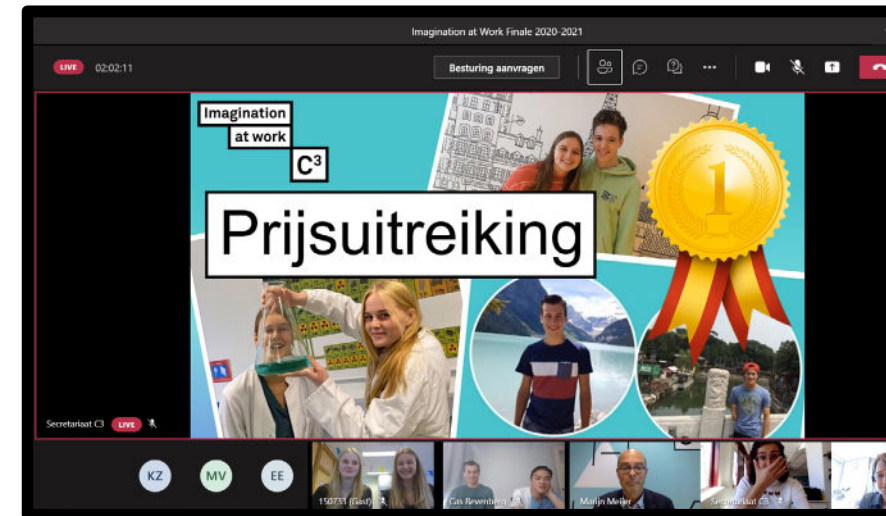 Imagination at Work Finale 2020-2021
LIVE 02:02:11
Besturing aanvragen
Imagination
at work
C³
1
Prijsuitreiking
Secretariaat C3 LIVE
KZ MV EE
150733 (Gast)
Cas Revenberg
Marijn Meijer
Secretariaat C3